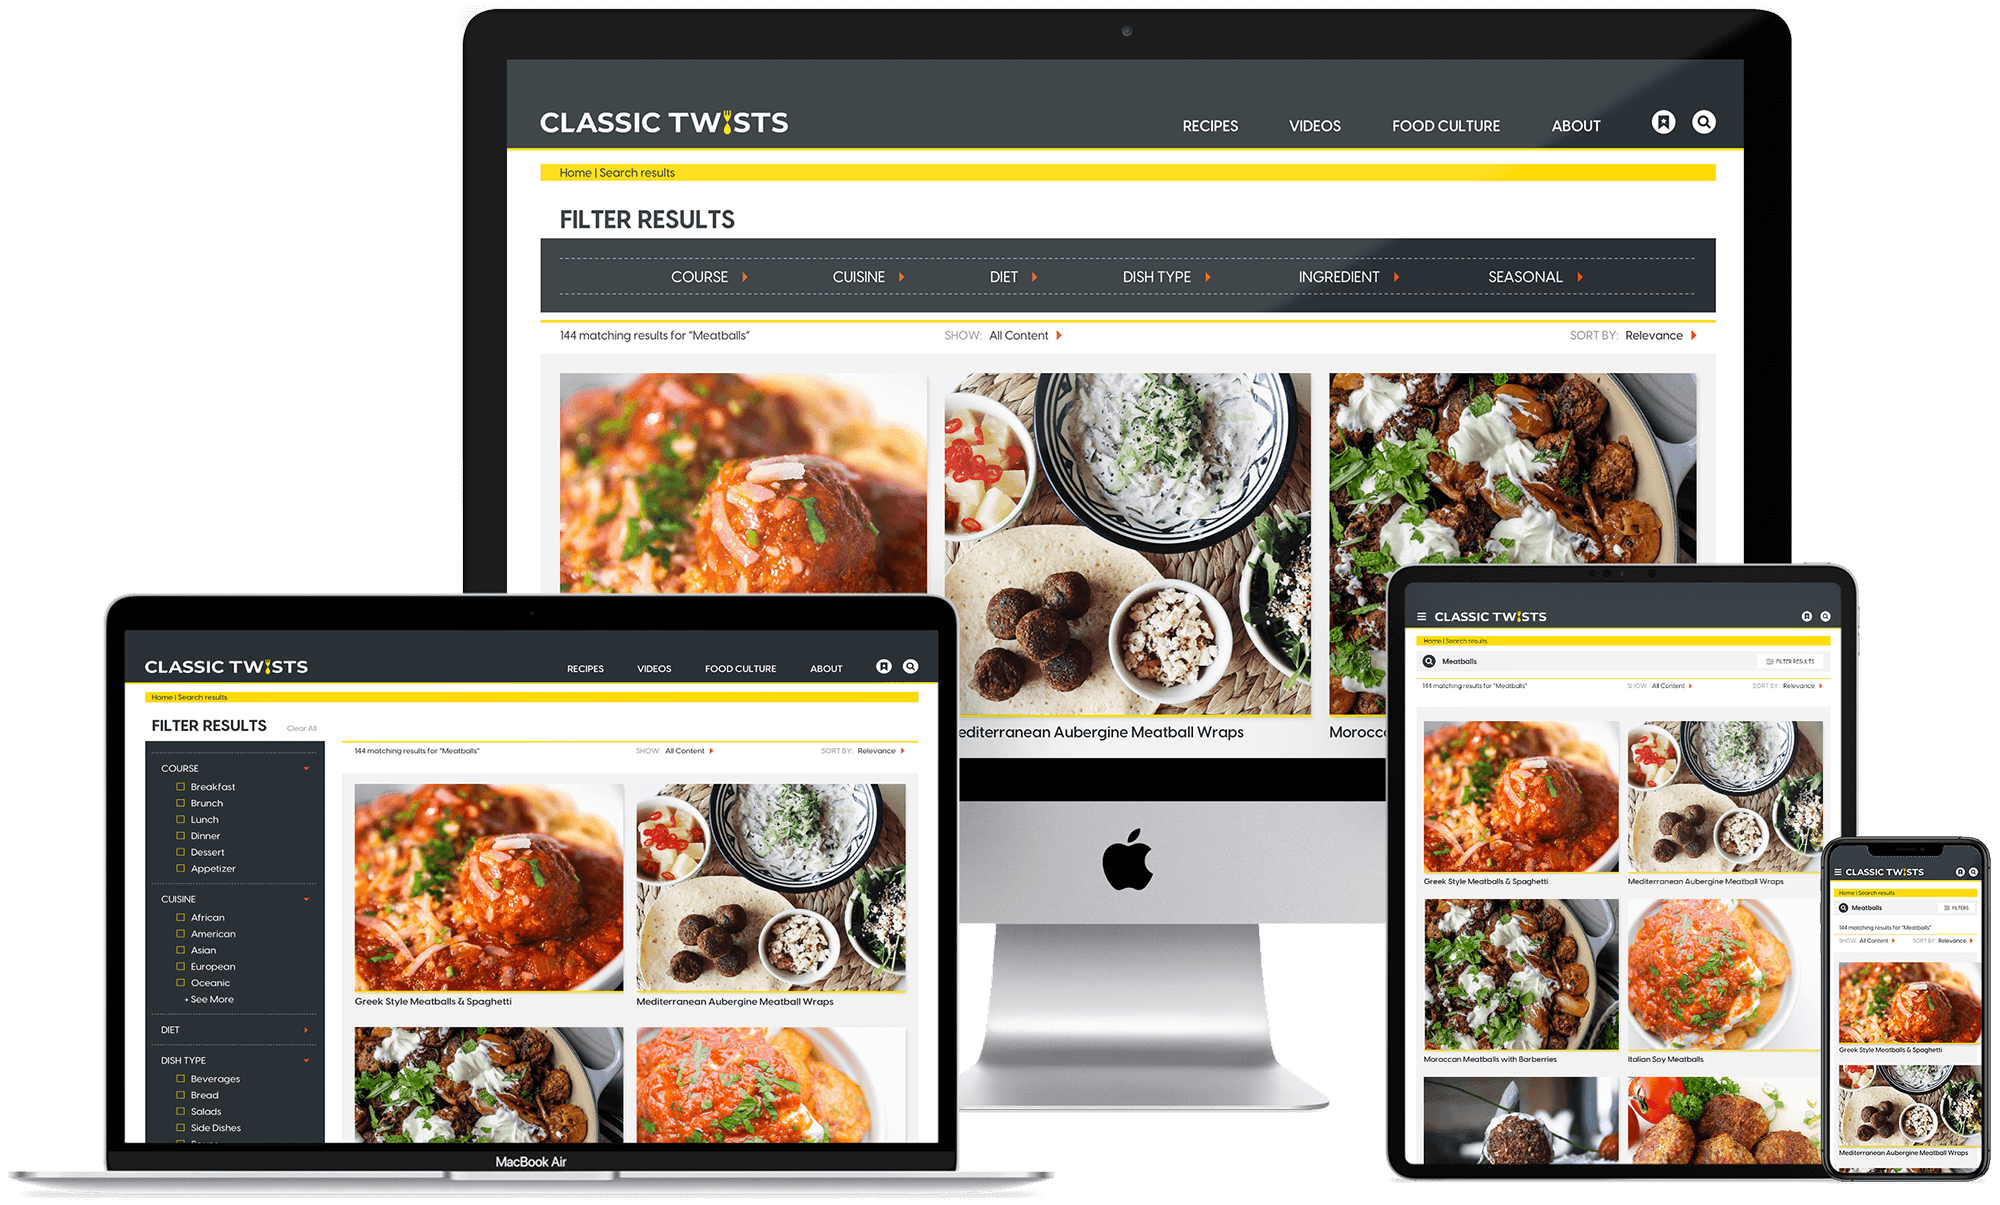 CLASSIC TWISTS
RECIPES VIDEOS FOOD CULTURE ABOUT
Home | Search results
FILTER RESULTS
COURSE CUISINE DIET DISH TYPE INGREDIENT SEASONAL
144 matching results for “Meatballs” SHOW: All Content SORT BY: Relevance
editerranean Aubergine Meatball Wraps
Morocc
CLASSIC TWISTS
RECIPES VIDEOS FOOD CULTURE ABOUT
Home | Search results
FILTER RESULTS Clear All
144 matching results for “Meatballs” SHOW: All Content SORT BY: Relevance
COURSE
Breakfast
Brunch
Lunch
Dinner
Dessert
Appetizer
CUISINE
African
American
Asian
European
Oceanic
+ See More
DIET
DISH TYPE
Beverages
Bread
Salads
Side Dishes
Greek Style Meatballs & Spaghetti
Mediterranean Aubergine Meatball Wraps
MacBook Air
CLASSIC TWISTS
Home | Search results
Meatballs FILTER RESULTS
144 matching results for “Meatballs” SHOW: All Content SORT BY: Relevance
Greek Style Meatballs & Spaghetti
Mediterranean Aubergine Meatball Wraps
Moroccan Meatballs with Barberries
Italian Soy Meatballs
CLASSIC TWISTS
Home | Search results
Meatballs FILTERS
144 matching results for “Meatballs”
SHOW: All Content SORT BY: Relevance
Greek Style Meatballs & Spaghetti
Mediterranean Aubergine Meatball Wraps